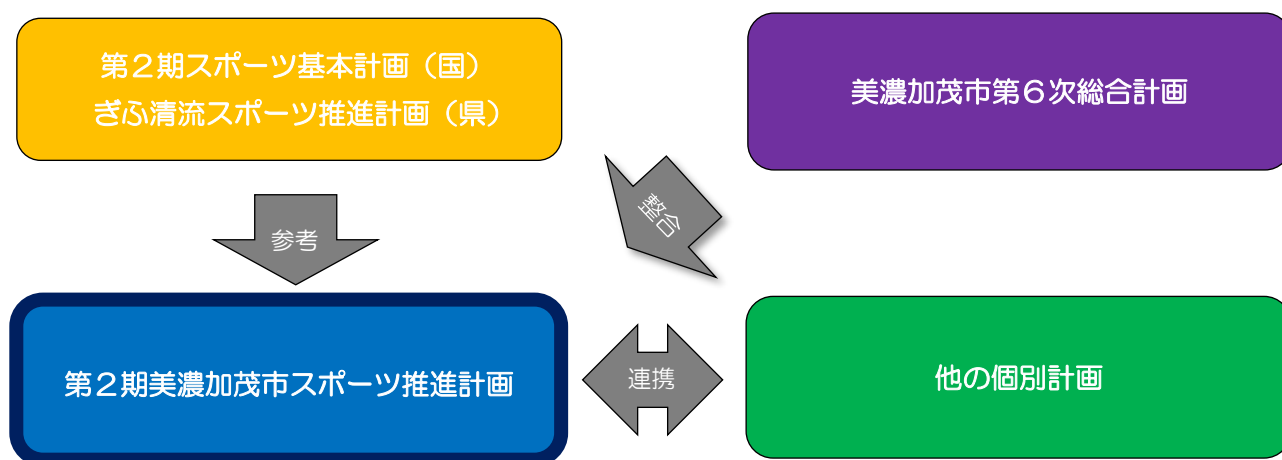 第２期スポーツ基本計画（国）
ぎふ清流スポーツ推進計画（県）
美濃加茂市第６次総合計画
参考
整合
第２期美濃加茂市スポーツ推進計画
連携
他の個別計画